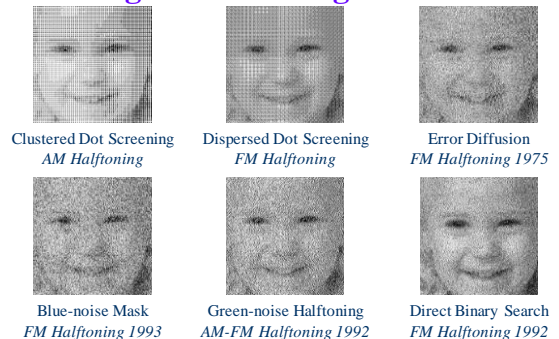 Clustered Dot Screening
AM Halftoning
Dispersed Dot Screening
FM Halftoning
Error Diffusion
FM Halftoning 1975
Blue-noise Mask
FM Halftoning 1993
Green-noise Halftoning
AM-FM Halftoning 1992
Direct Binary Search
FM Halftoning 1992